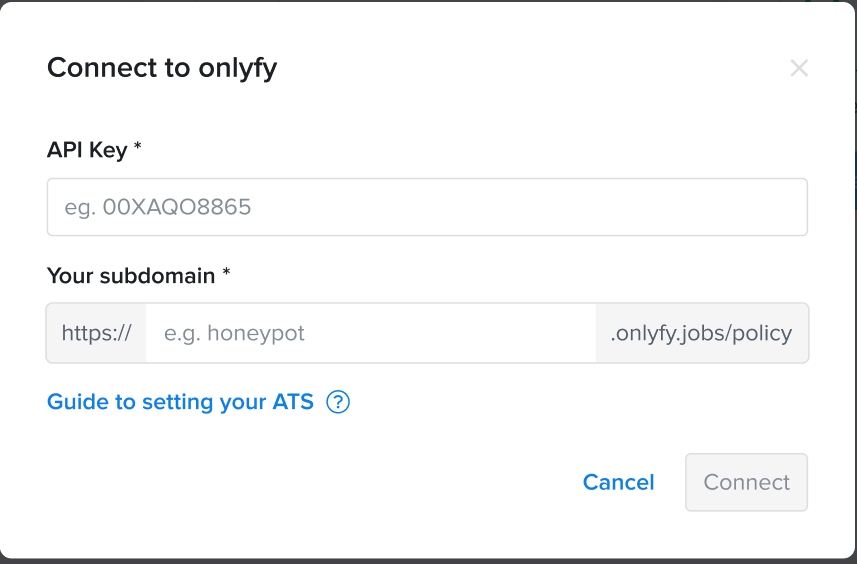 Connect to onlyfy
API Key *
eg. 00XAQO8865
Your subdomain *
https:// e.g. honeypot .onlyfy.jobs/policy
Guide to setting your ATS ?
Cancel Connect